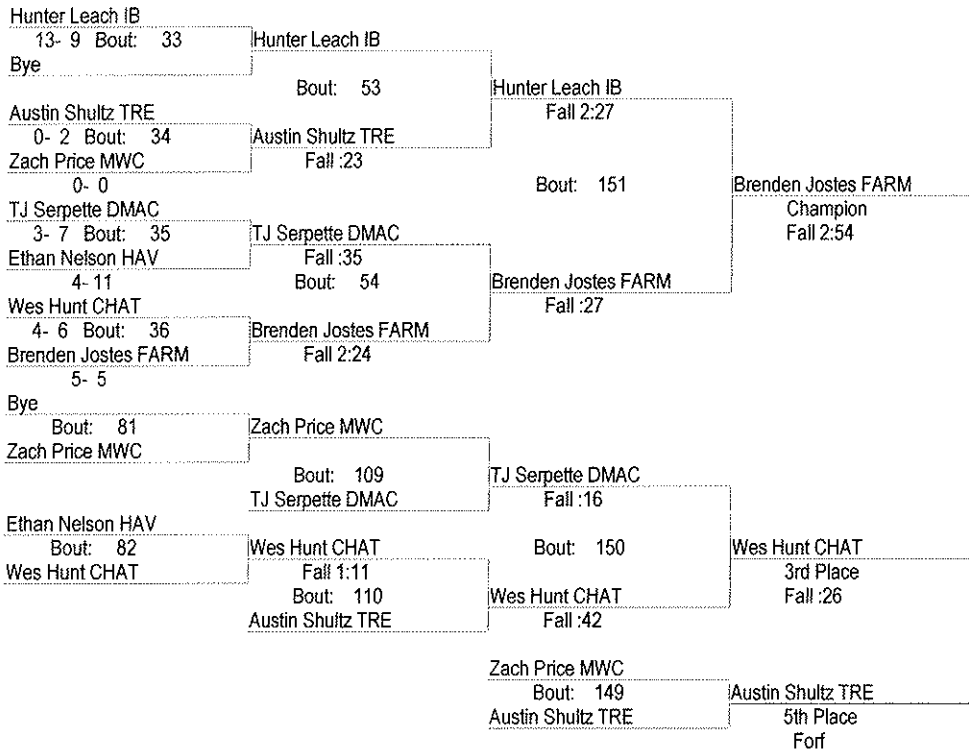 Hunter Leach IB
13- 9 Bout: 33
Bye
Hunter Leach IB
Bout: 53
Austin Shultz TRE
0- 2 Bout: 34
Zach Price MWC
0- 0
Austin Shultz TRE
Fall :23
Hunter Leach IB
Fall 2:27
Bout: 151
TJ Serpette DMAC
3- 7 Bout: 35
Ethan Nelson HAV
4- 11
TJ Serpette DMAC
Fall :35
Bout: 54
Wes Hunt CHAT
4- 6 Bout: 36
Brenden Jostes FARM
5- 5
Brenden Jostes FARM
Fall 2:24
Brenden Jostes FARM
Fall :27
Brenden Jostes FARM
Champion
Fall 2:54
Bye
Bout: 81
Zach Price MWC
Zach Price MWC
Bout: 109
TJ Serpette DMAC
TJ Serpette DMAC
Fall :16
Ethan Nelson HAV
Bout: 82
Wes Hunt CHAT
Wes Hunt CHAT
Fall 1:11
Bout: 110
Austin Shultz TRE
Bout: 150
Wes Hunt CHAT
Fall :42
Wes Hunt CHAT
3rd Place
Fall :26
Zach Price MWC
Bout: 149
Austin Shultz TRE
Austin Shultz TRE
5th Place
Forf